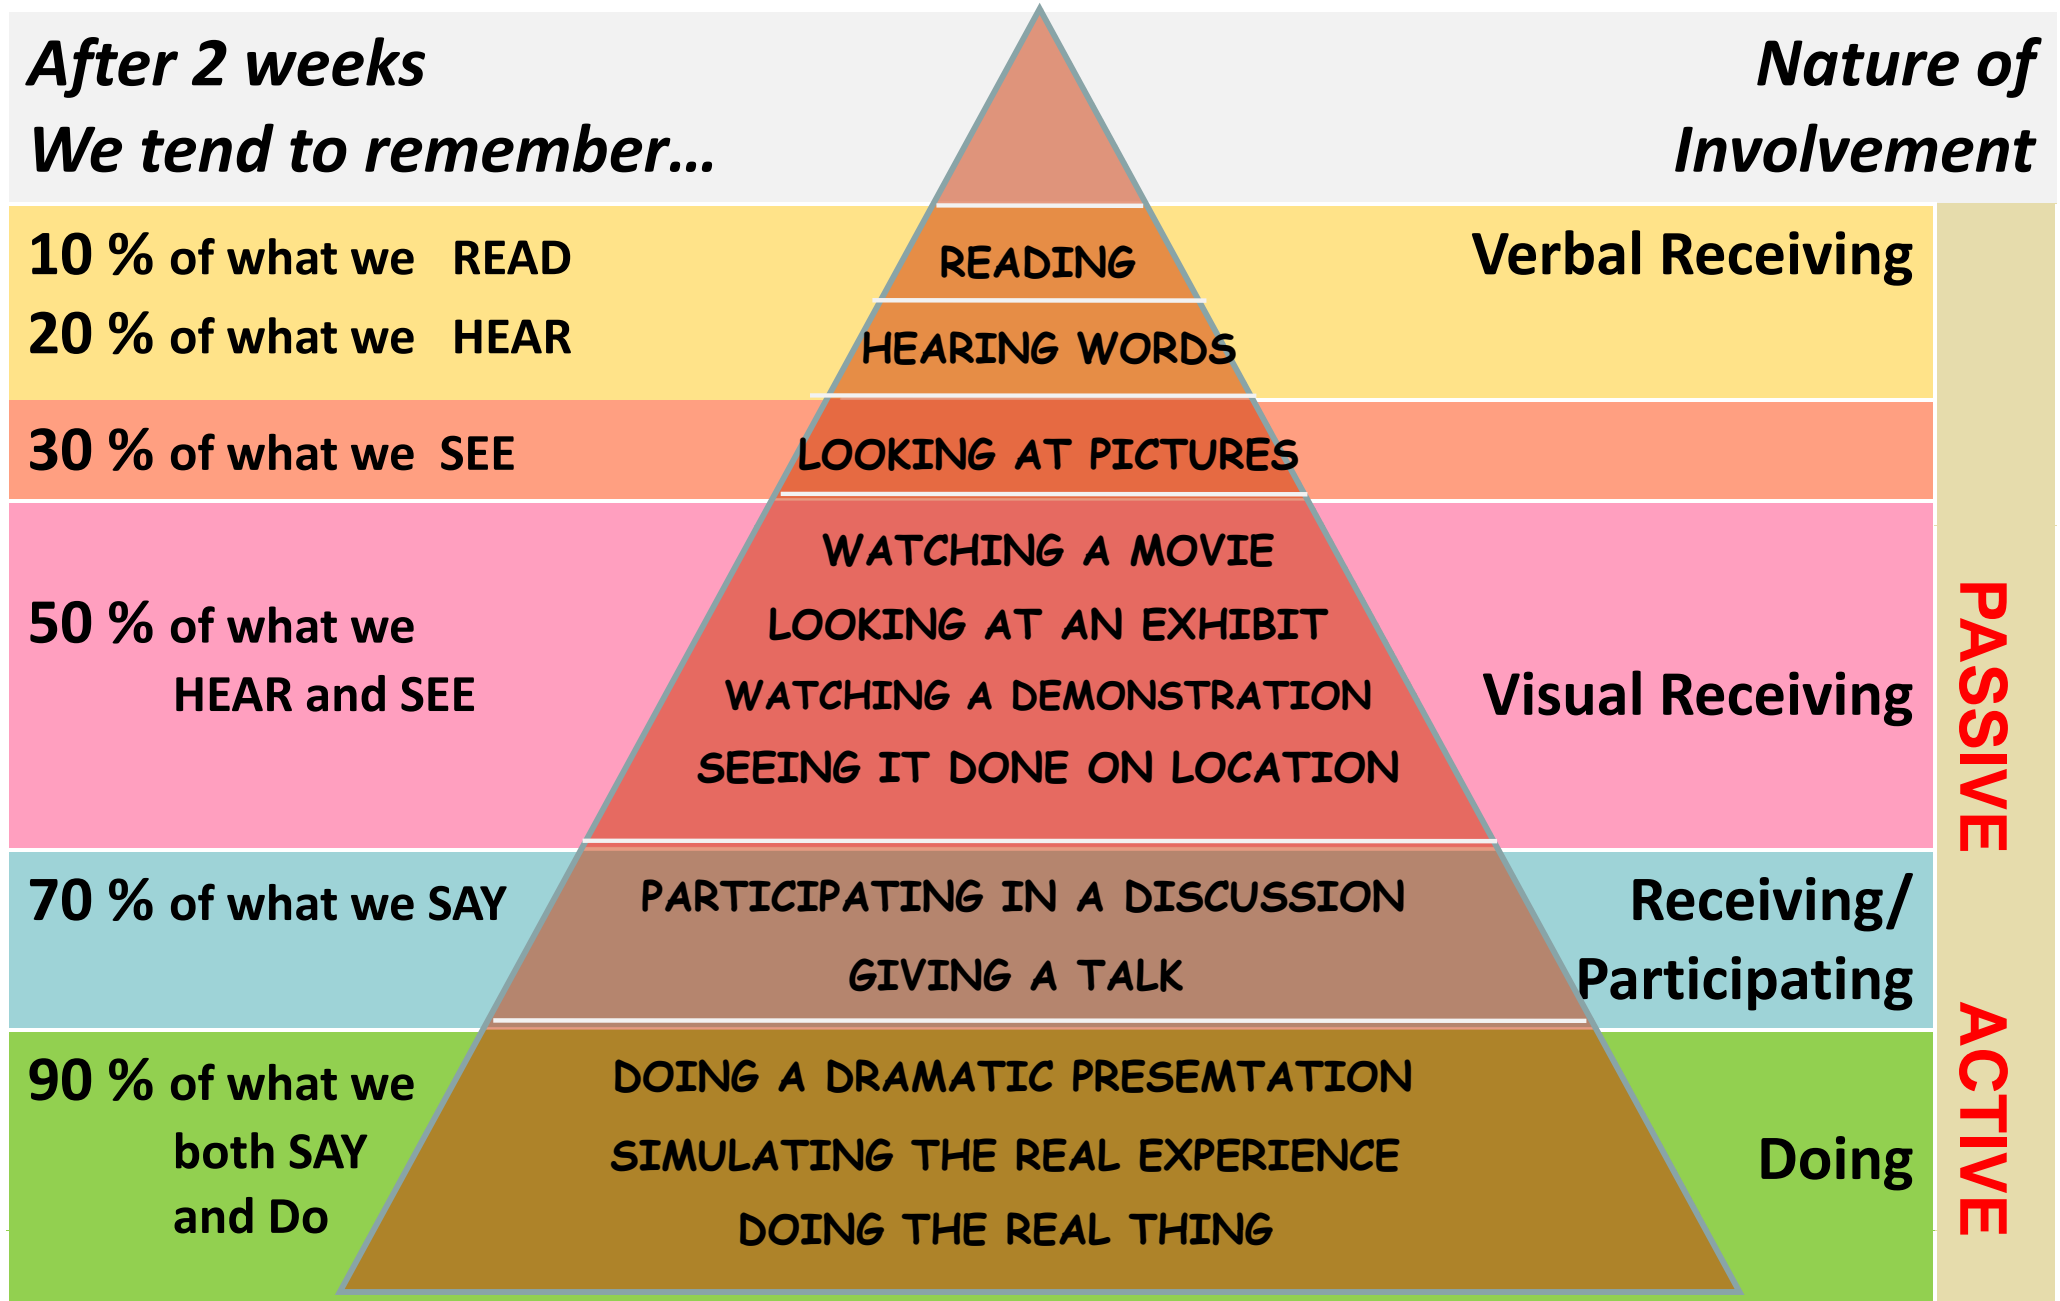 After 2 weeks
We tend to remember…
Nature of
Involvement
10 % of what we READ
READING
Verbal Receiving
20 % of what we HEAR
HEARING WORDS
30 % of what we SEE
LOOKING AT PICTURES
50 % of what we
HEAR and SEE
WATCHING A MOVIE
LOOKING AT AN EXHIBIT
WATCHING A DEMONSTRATION
SEEING IT DONE ON LOCATION
Visual Receiving
70 % of what we SAY
PARTICIPATING IN A DISCUSSION
GIVING A TALK
Receiving/
Participating
90 % of what we
both SAY
and Do
DOING A DRAMATIC PRESEMTATION
SIMULATING THE REAL EXPERIENCE
DOING THE REAL THING
Doing
PASSIVE
ACTIVE